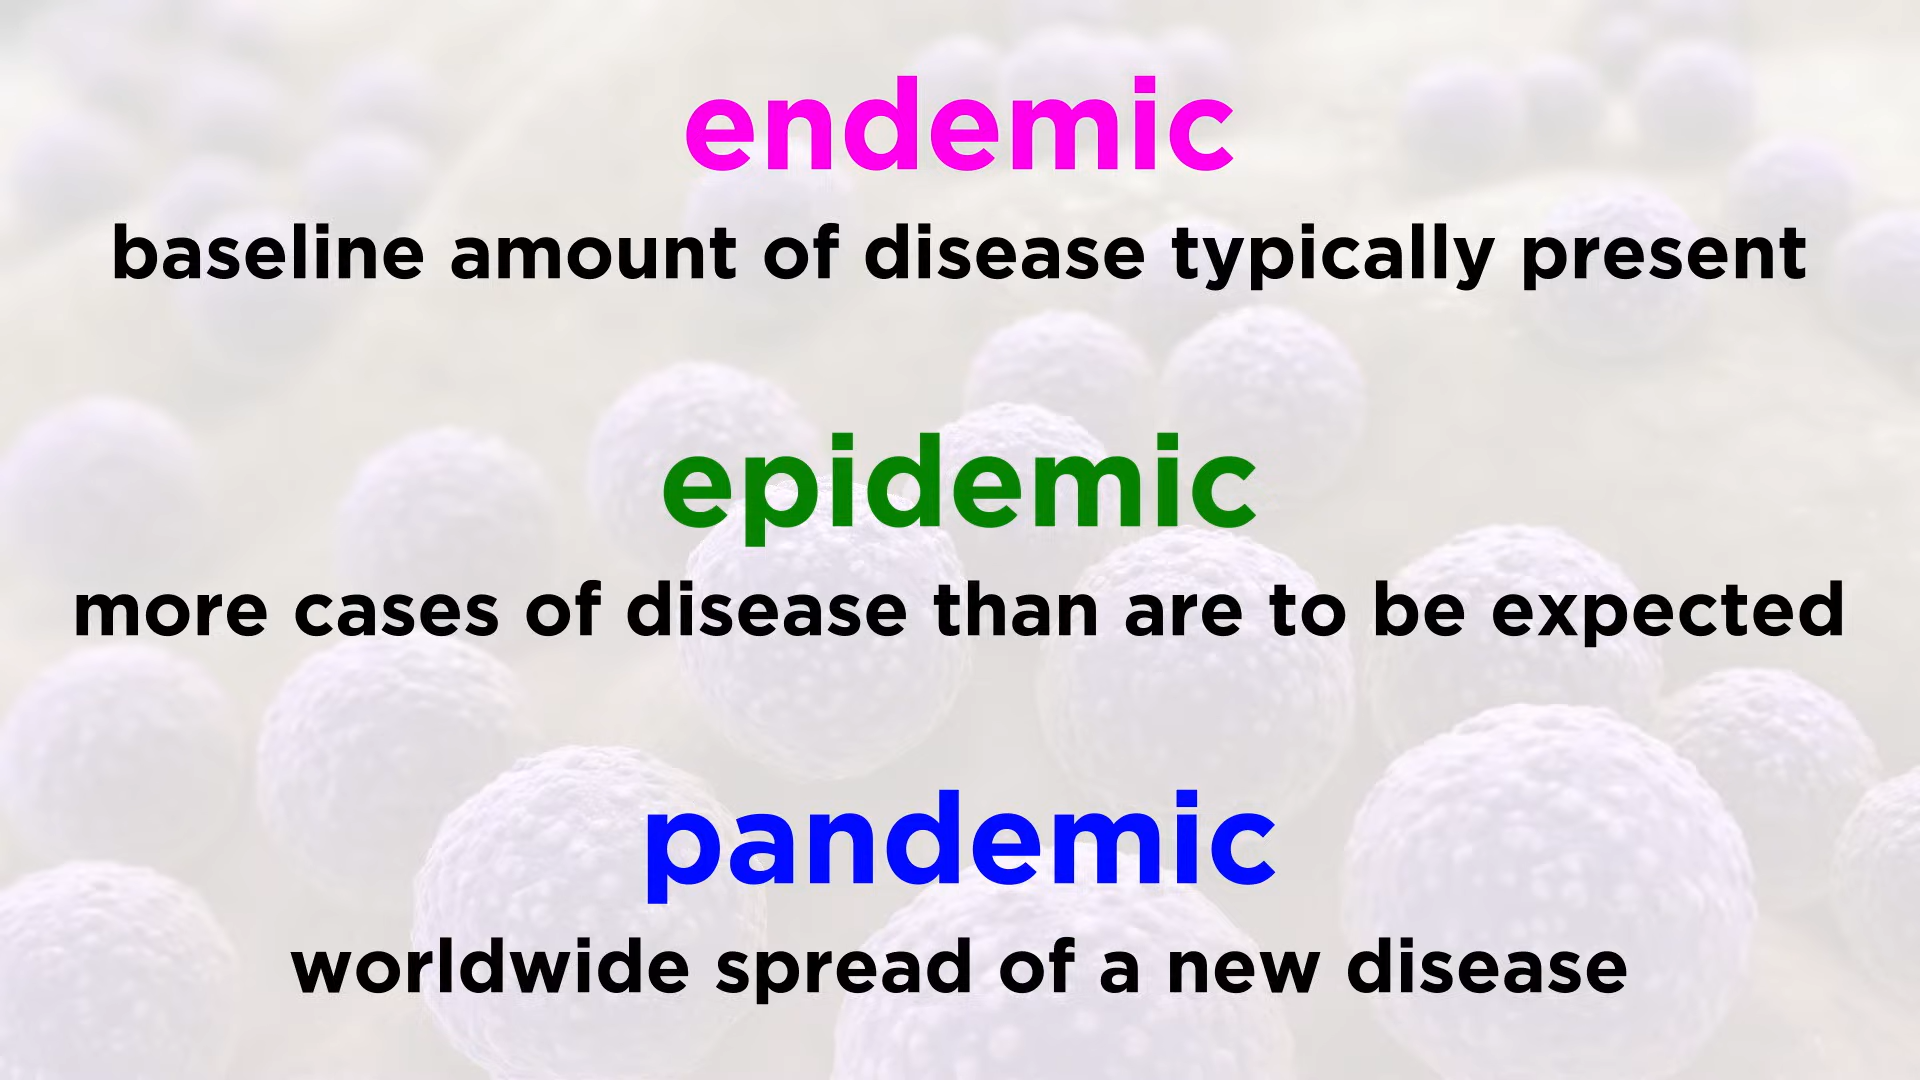 endemic
baseline amount of disease typically present
epidemic
more cases of disease than are to be expected
pandemic
worldwide spread of a new disease